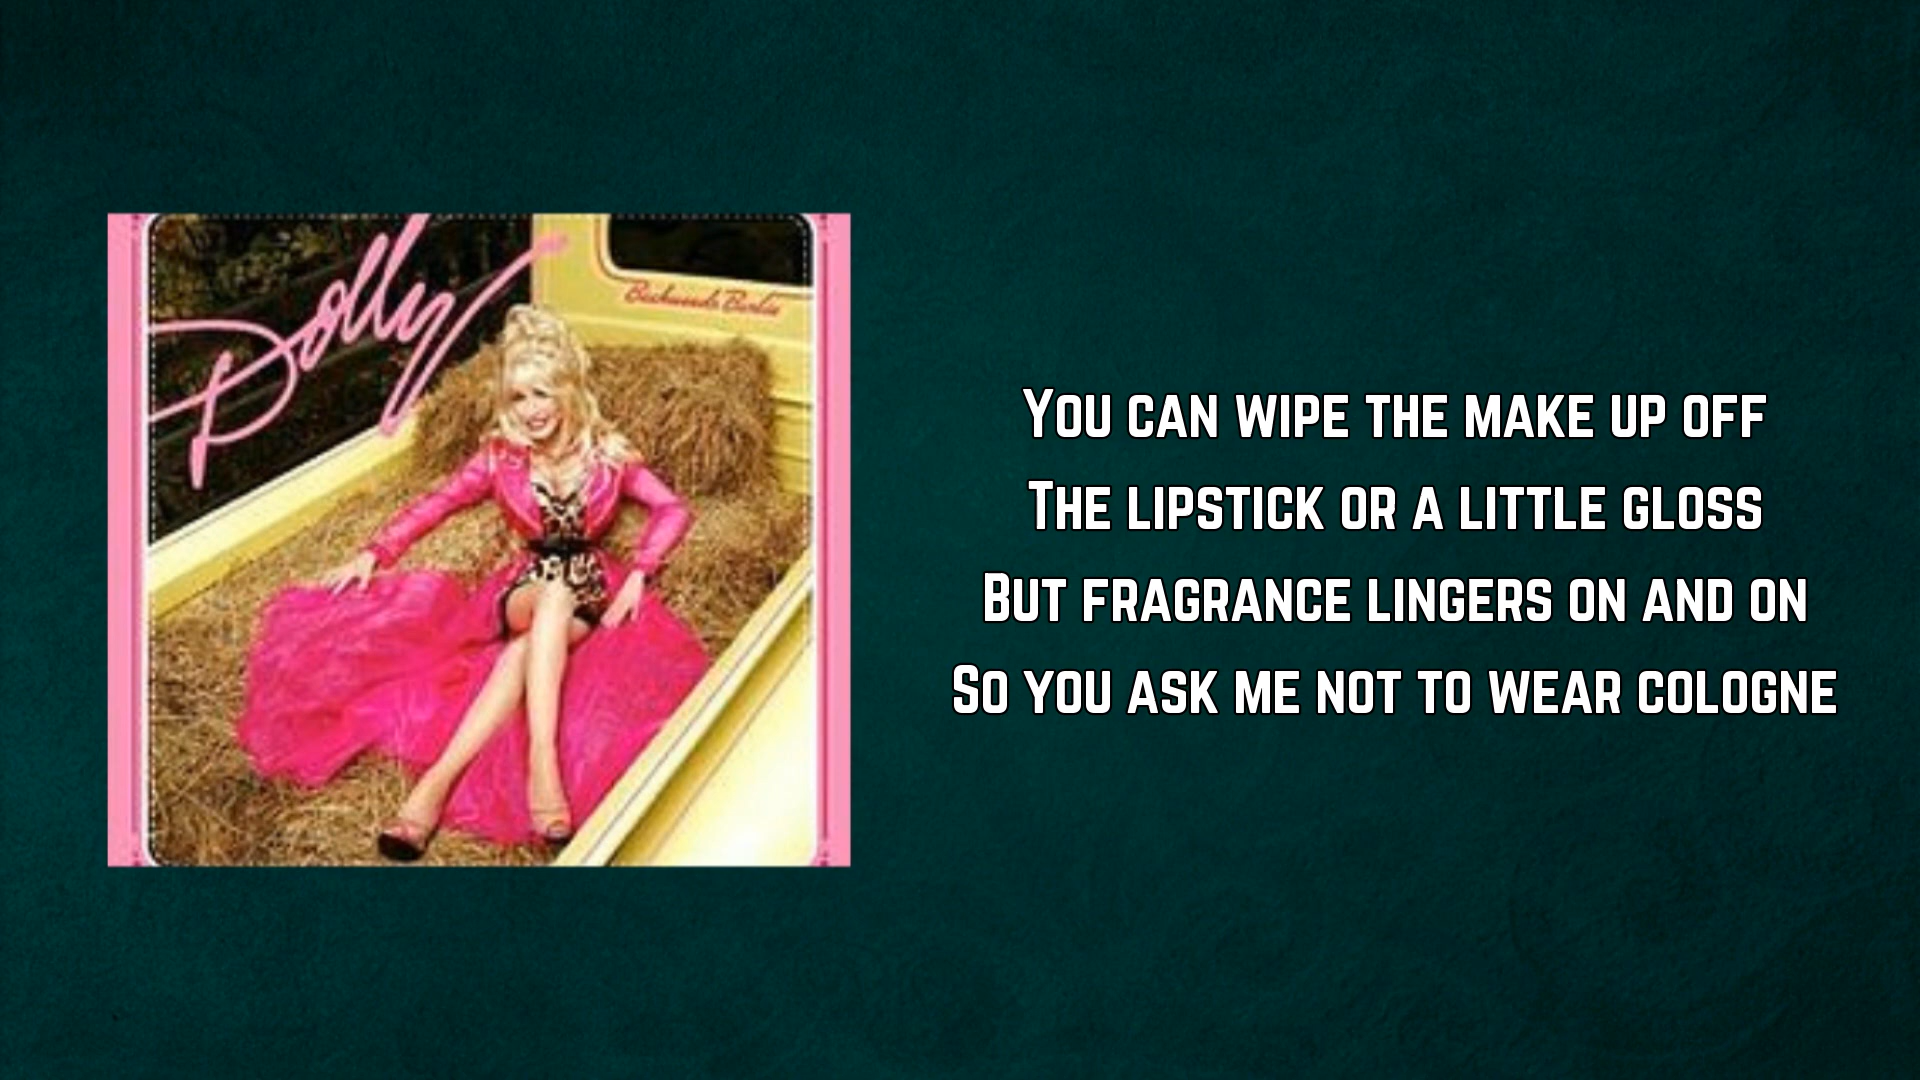 Dolly
Backwoods Barbie
You can wipe the make up off
The lipstick or a little gloss
But fragrance lingers on and on
So you ask me not to wear cologne